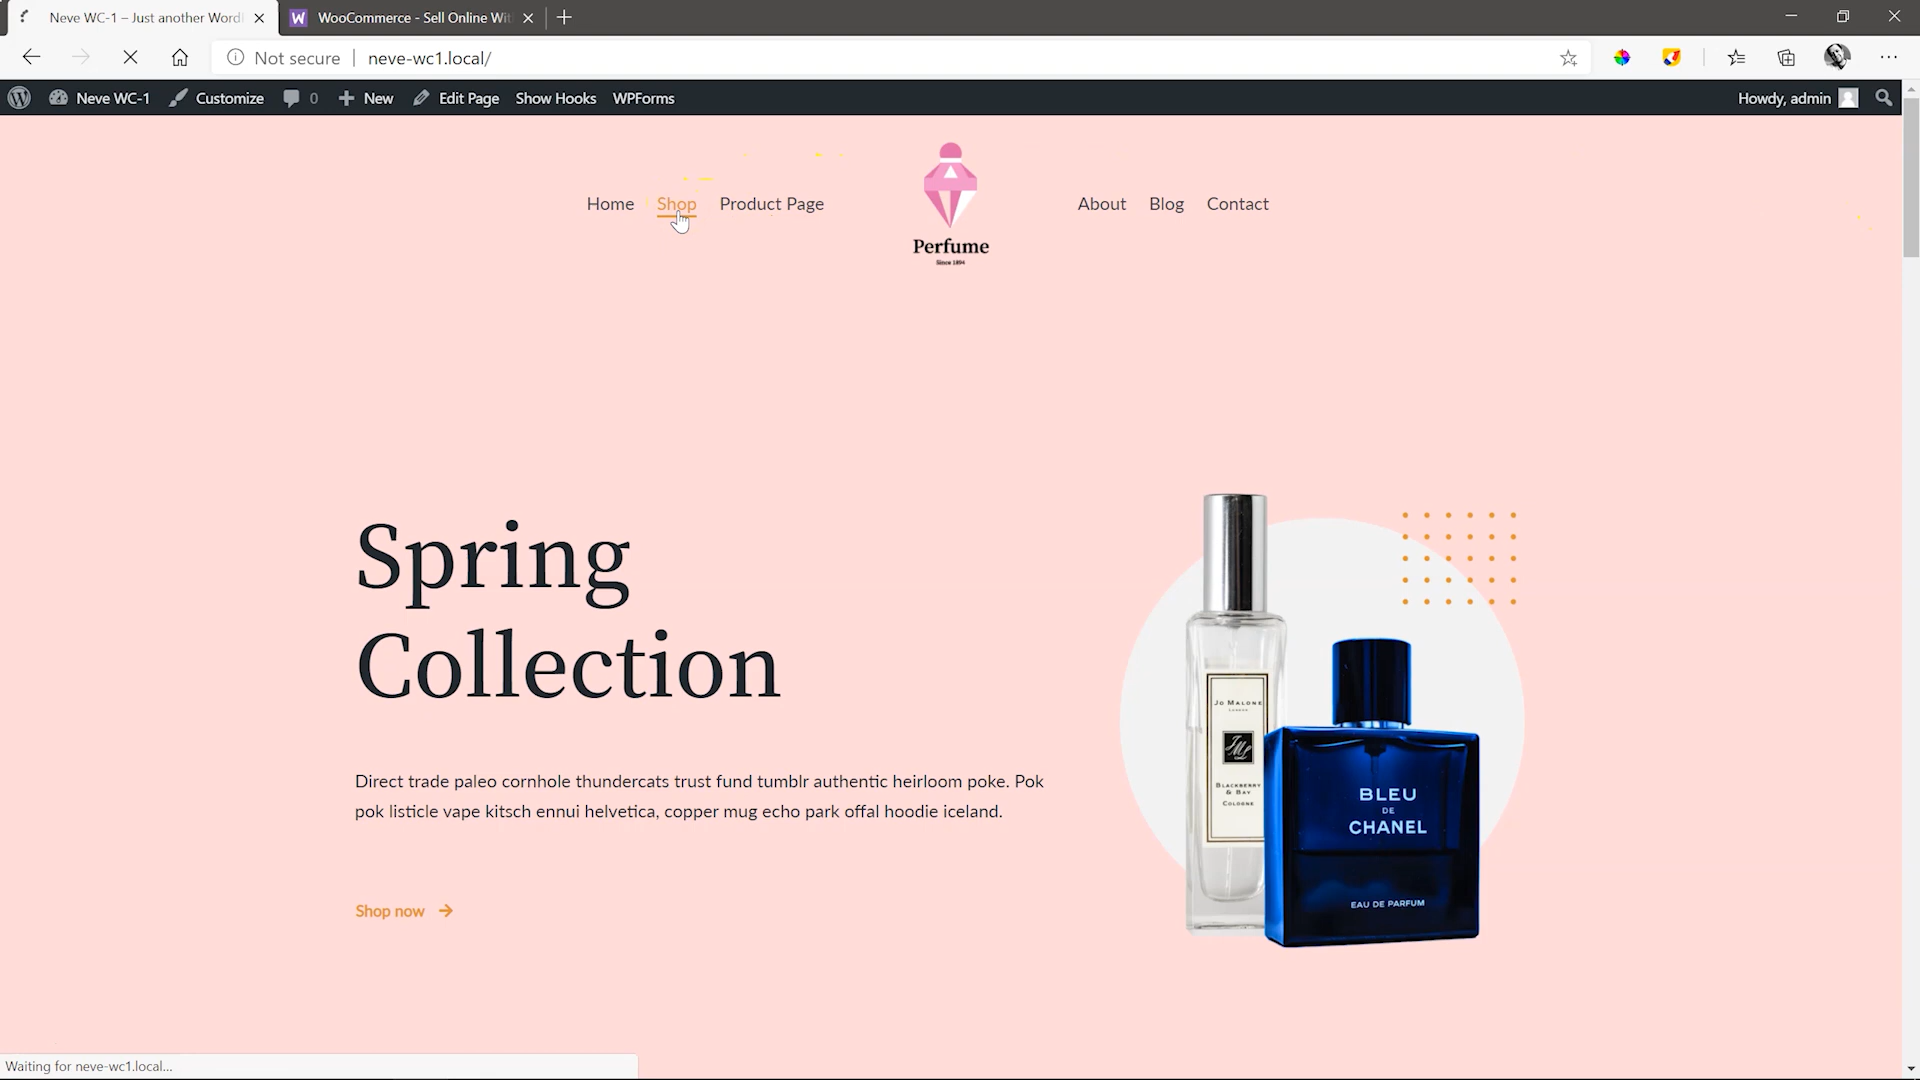 Neve WC-1 – Just another Word
WooCommerce - Sell Online Wit
Not secure
neve-wc1.local/
Neve WC-1
Customize
0
New
Edit Page
Show Hooks
WPForms
Howdy, admin
Home
Shop
Product Page
Perfume
Since 1894
About
Blog
Contact
Spring
Collection
Direct trade paleo cornhole thundercats trust fund tumblr authentic heirloom poke. Pok
pok listicle vape kitsch ennui helvetica, copper mug echo park offal hoodie iceland.
Shop now
JO MALONE
LONDON
JML
BLACKBERRY
& BAY
COLOGNE
BLEU
DE
CHANEL
EAU DE PARFUM
Waiting for neve-wc1.local...